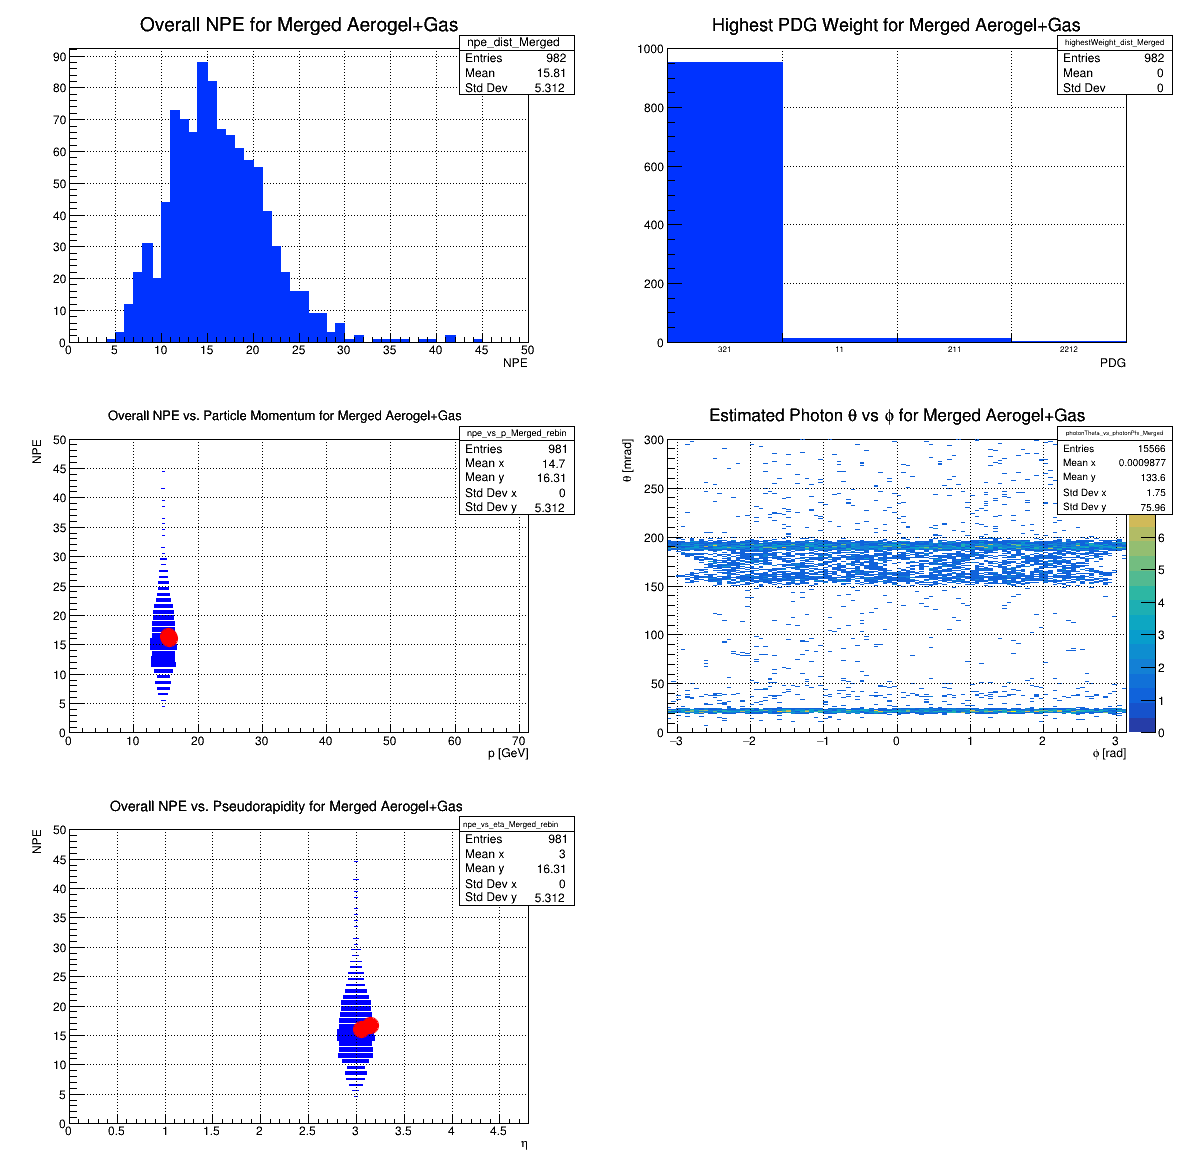 Overall NPE for Merged Aerogel+Gas
npe_dist_Merged
Entries 982
Mean 15.81
Std Dev 5.312
90
80
70
60
50
40
30
20
10
0
0 5 10 15 20 25 30 35 40 45 50
NPE
Highest PDG Weight for Merged Aerogel+Gas
highestWeight_dist_Merged
Entries 982
Mean 0
Std Dev 0
1000
800
600
400
200
0
321 11 211 2212
PDG
Overall NPE vs. Particle Momentum for Merged Aerogel+Gas
npe_vs_p_Merged_rebin
Entries 981
Mean x 14.7
Mean y 16.31
Std Dev x 0
Std Dev y 5.312
NPE
50
45
40
35
30
25
20
15
10
5
0
0 10 20 30 40 50 60 70
p [GeV]
Estimated Photon θ vs ϕ for Merged Aerogel+Gas
photonTheta_vs_photonPhi_Merged
Entries 15566
Mean x 0.0009877
Mean y 133.6
Std Dev x 1.75
Std Dev y 75.96
θ [mrad]
300
250
200
150
100
50
0
−3 −2 −1 0 1 2 3
ϕ [rad]
6
5
4
3
2
1
0
Overall NPE vs. Pseudorapidity for Merged Aerogel+Gas
npe_vs_eta_Merged_rebin
Entries 981
Mean x 3
Mean y 16.31
Std Dev x 0
Std Dev y 5.312
NPE
50
45
40
35
30
25
20
15
10
5
0
0 0.5 1 1.5 2 2.5 3 3.5 4 4.5
η